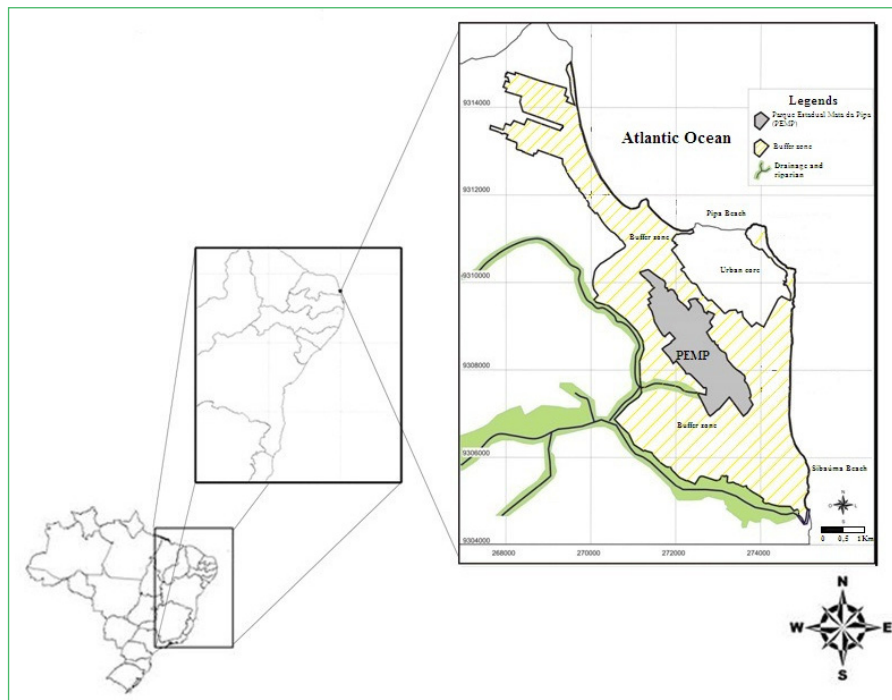 Legends
Parque Estadual Mata da Pipa
(PEMP)
Buffer zone
Drainage and
riparian
Atlantic Ocean
Pipa Beach
Buffer zone
Urban core
PEMP
Buffer zone
Sibaúma Beach
9314000
9312000
9310000
9308000
9306000
9304000
268000
270000
272000
274000
N
O
L
S
0
0,5
1Km
N
W
E
S